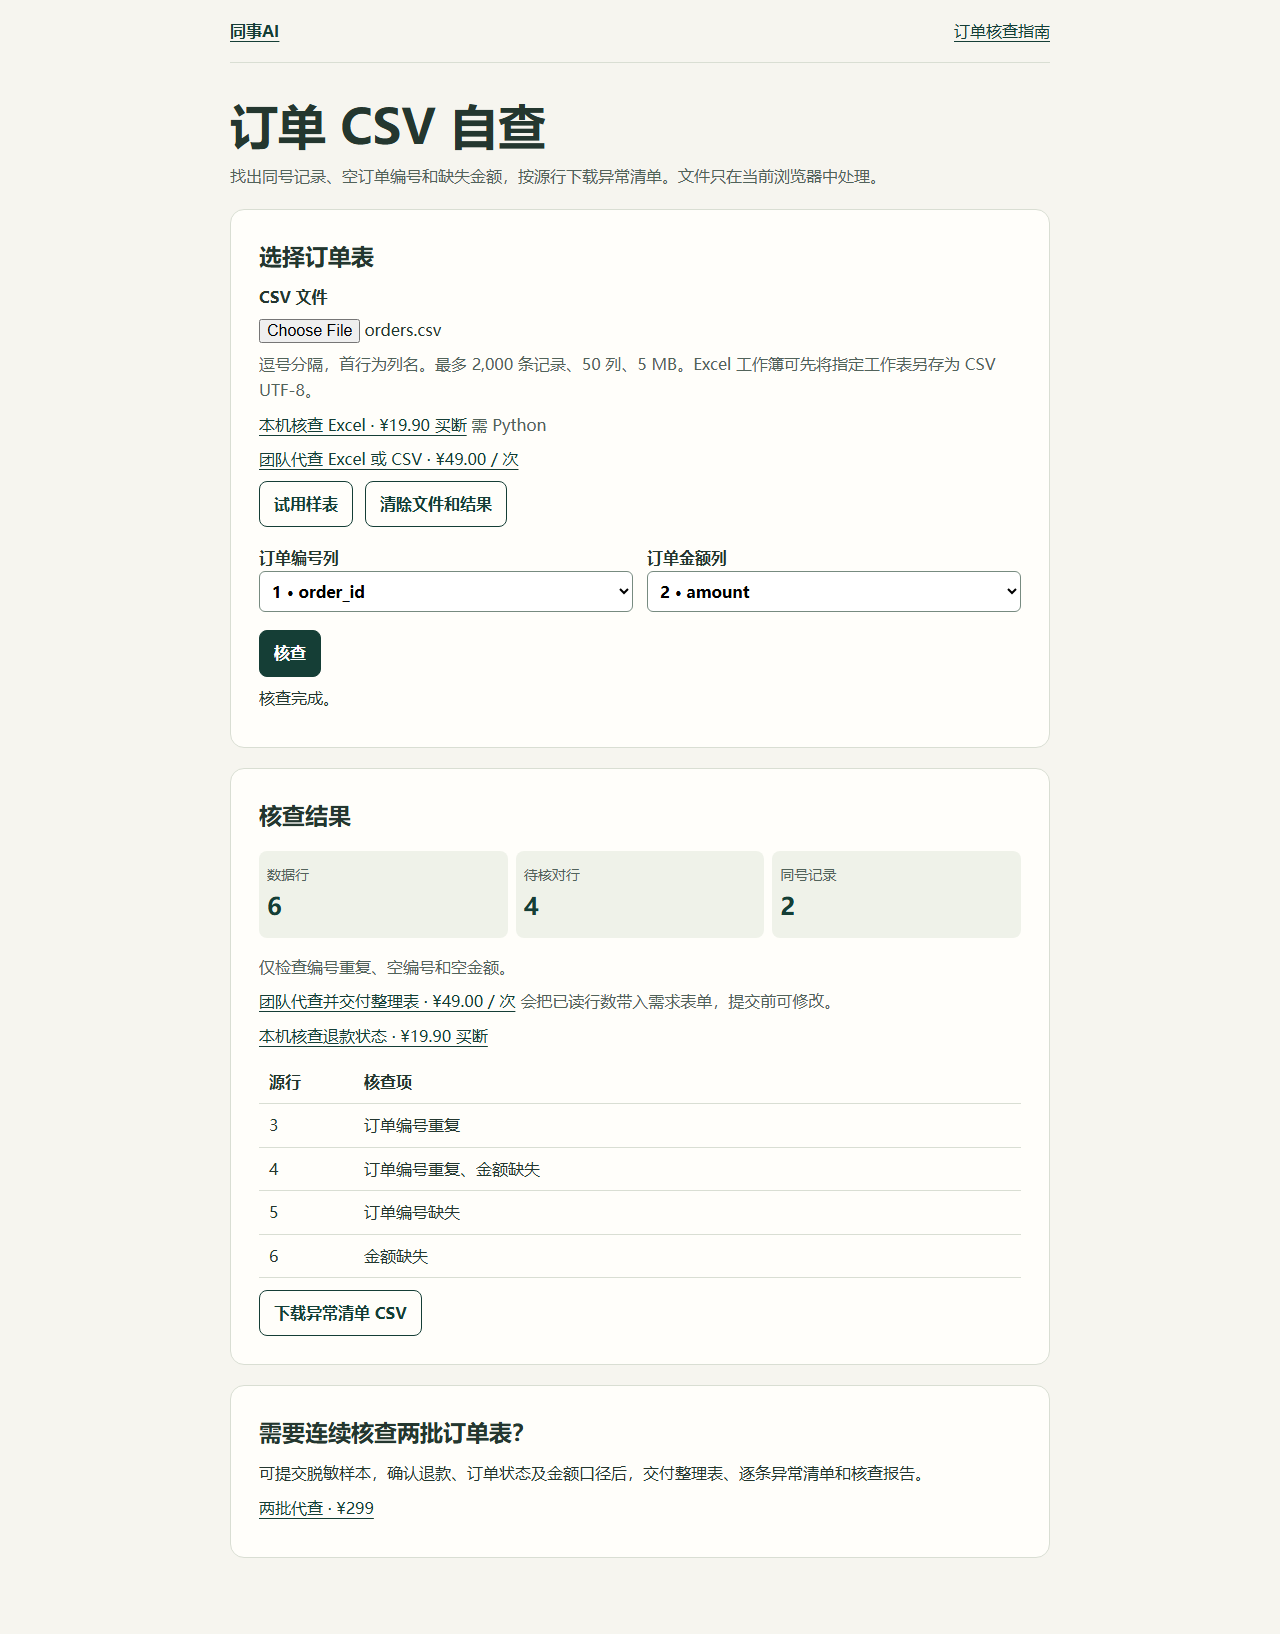 同事AI
订单核查指南
订单 CSV 自查
找出同号记录、空订单编号和缺失金额，按源行下载异常清单。文件只在当前浏览器中处理。
选择订单表
CSV 文件
Choose File orders.csv
逗号分隔，首行为列名。最多 2,000 条记录、50 列、5 MB。Excel 工作簿可先将指定工作表另存为 CSV
UTF-8。
本机核查 Excel · ¥19.90 买断 需 Python
团队代查 Excel 或 CSV · ¥49.00 / 次
试用样表 清除文件和结果
订单编号列 订单金额列
1 • order_id 2 • amount
核查
核查完成。
核查结果
数据行 待核对行 同号记录
6 4 2
仅检查编号重复、空编号和空金额。
团队代查并交付整理表 · ¥49.00 / 次 会把已读行数带入需求表单，提交前可修改。
本机核查退款状态 · ¥19.90 买断
源行 核查项
3 订单编号重复
4 订单编号重复、金额缺失
5 订单编号缺失
6 金额缺失
下载异常清单 CSV
需要连续核查两批订单表？
可提交脱敏样本，确认退款、订单状态及金额口径后，交付整理表、逐条异常清单和核查报告。
两批代查 · ¥299